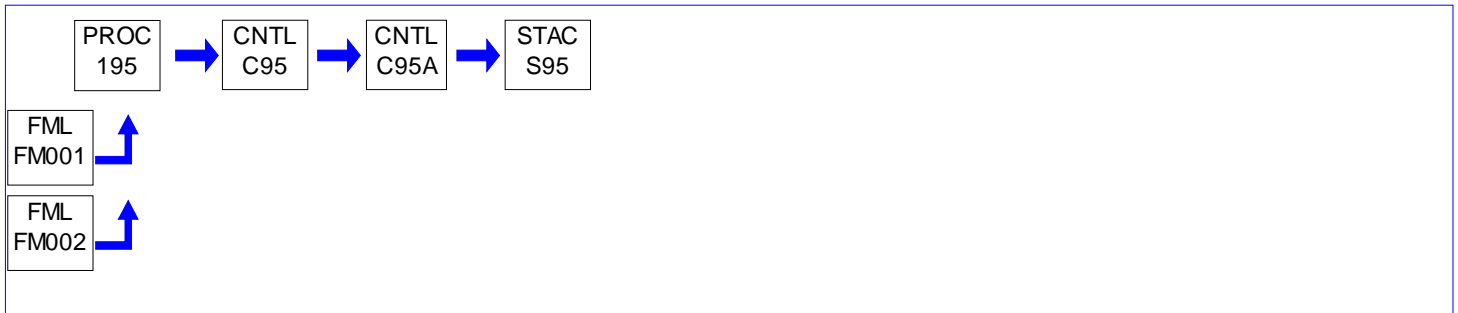 PROC
195
CNTL
C95
CNTL
C95A
STAC
S95
FML
FM001
FML
FM002